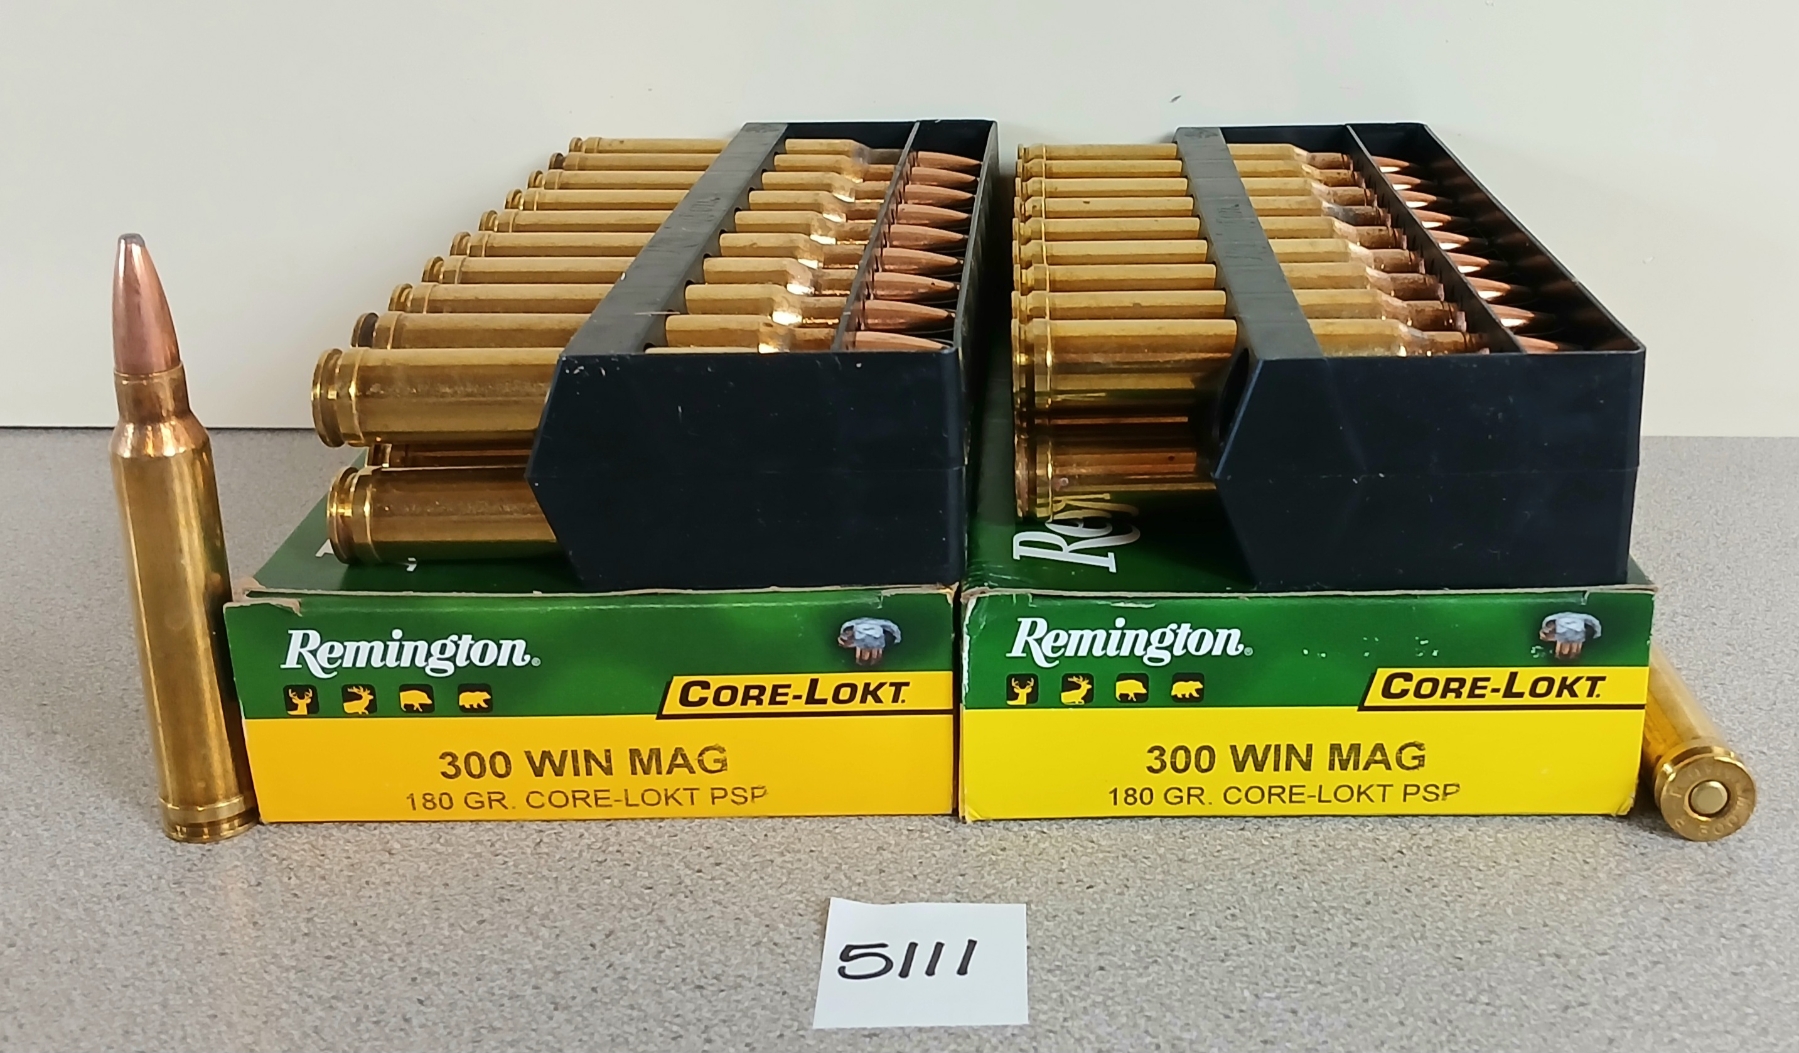 Remington®
CORE-LOKT.
300 WIN MAG
180 GR. CORE-LOKT PSP
Rem
Remington®
CORE-LOKT.
300 WIN MAG
180 GR. CORE-LOKT PSP
5111